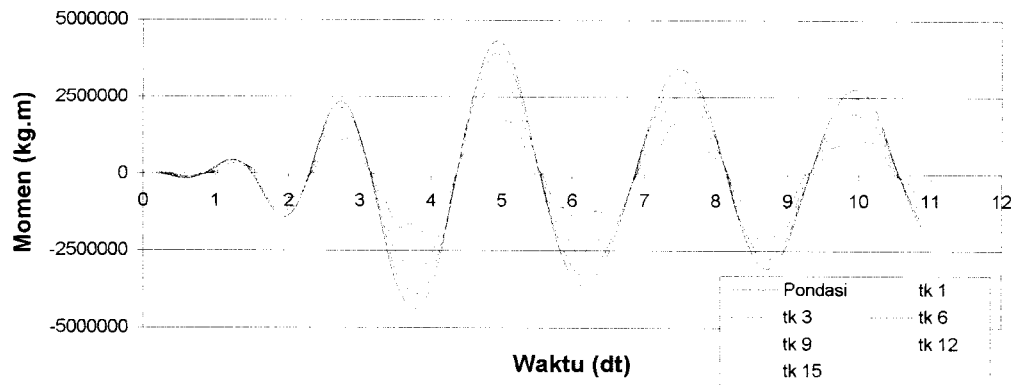 5000000
2500000
0
-2500000
-5000000
Momen (kg.m)
0 1 2 3 4 5 6 7 8 9 10 11 12
Waktu (dt)
Pondasi tk 1
tk 3 tk 6
tk 9 tk 12
tk 15